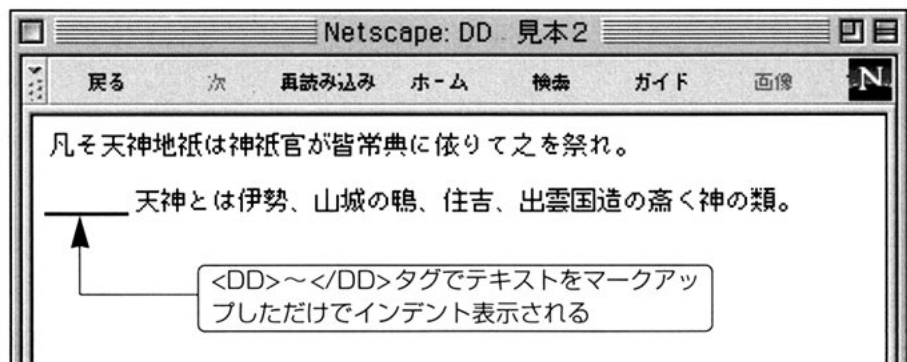 Netscape: DD 見本2
戻る 次 再読み込み ホーム 検索 ガイド 画像 N
凡そ天神地祇は神祇官が皆常典に依りて之を祭れ。
天神とは伊勢、山城の鴨、住吉、出雲国造の斎く神の類。
<DD>～</DD>タグでテキストをマークアッ
プしただけでインデント表示される